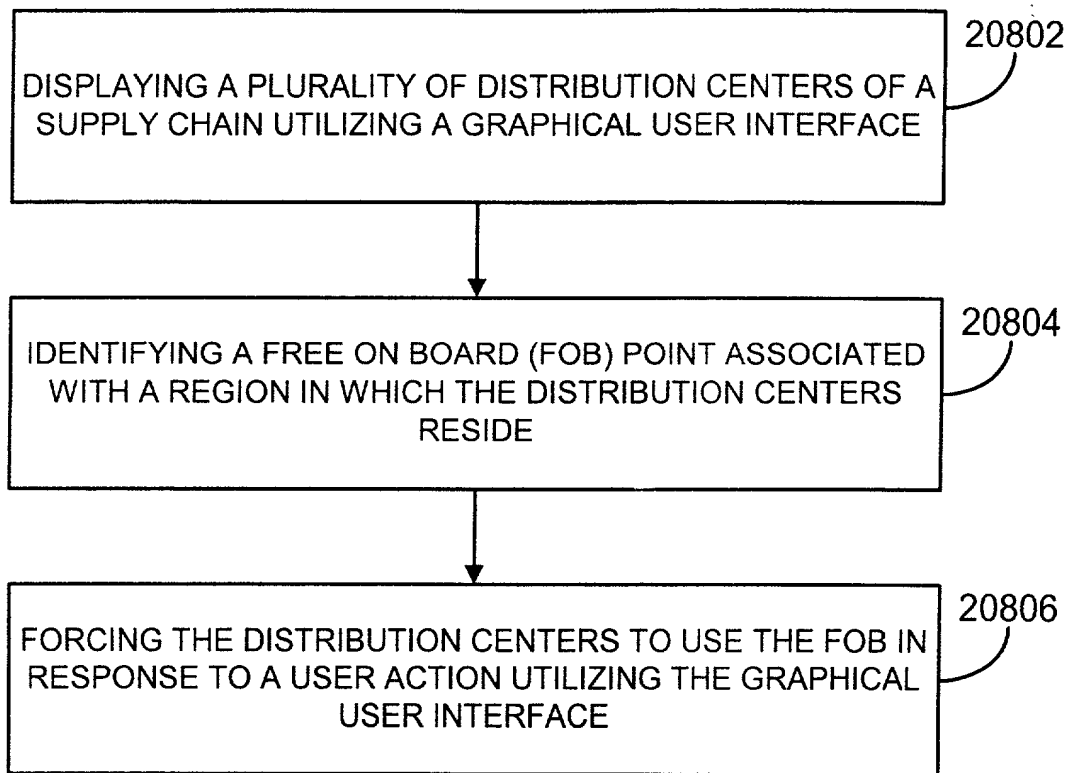 20802
DISPLAYING A PLURALITY OF DISTRIBUTION CENTERS OF A
SUPPLY CHAIN UTILIZING A GRAPHICAL USER INTERFACE
20804
IDENTIFYING A FREE ON BOARD (FOB) POINT ASSOCIATED
WITH A REGION IN WHICH THE DISTRIBUTION CENTERS
RESIDE
20806
FORCING THE DISTRIBUTION CENTERS TO USE THE FOB IN
RESPONSE TO A USER ACTION UTILIZING THE GRAPHICAL
USER INTERFACE